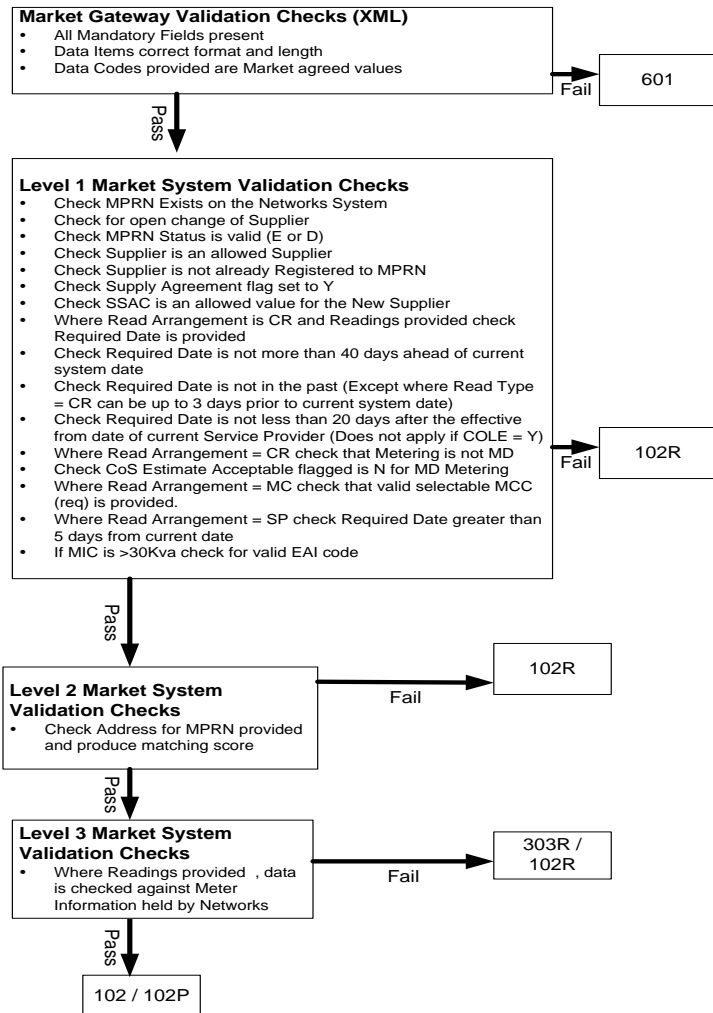 Market Gateway Validation Checks (XML)
• All Mandatory Fields present
• Data Items correct format and length
• Data Codes provided are Market agreed values
Fail
601
Pass
Level 1 Market System Validation Checks
• Check MPRN Exists on the Networks System
• Check for open change of Supplier
• Check MPRN Status is valid (E or D)
• Check Supplier is an allowed Supplier
• Check Supplier is not already Registered to MPRN
• Check Supply Agreement flag set to Y
• Check SSAC is an allowed value for the New Supplier
• Where Read Arrangement is CR and Readings provided check
Required Date is provided
• Check Required Date is not more than 40 days ahead of current
system date
• Check Required Date is not in the past (Except where Read Type
= CR can be up to 3 days prior to current system date)
• Check Required Date is not less than 20 days after the effective
from date of current Service Provider (Does not apply if COLE = Y)
• Where Read Arrangement = CR check that Metering is not MD
• Check CoS Estimate Acceptable flagged is N for MD Metering
• Where Read Arrangement = MC check that valid selectable MCC
(req) is provided.
• Where Read Arrangement = SP check Required Date greater than
5 days from current date
• If MIC is >30Kva check for valid EAI code
Fail
102R
Pass
Level 2 Market System
Validation Checks
• Check Address for MPRN provided
and produce matching score
Fail
102R
Pass
Level 3 Market System
Validation Checks
• Where Readings provided , data
is checked against Meter
Information held by Networks
Fail
303R /
102R
Pass
102 / 102P